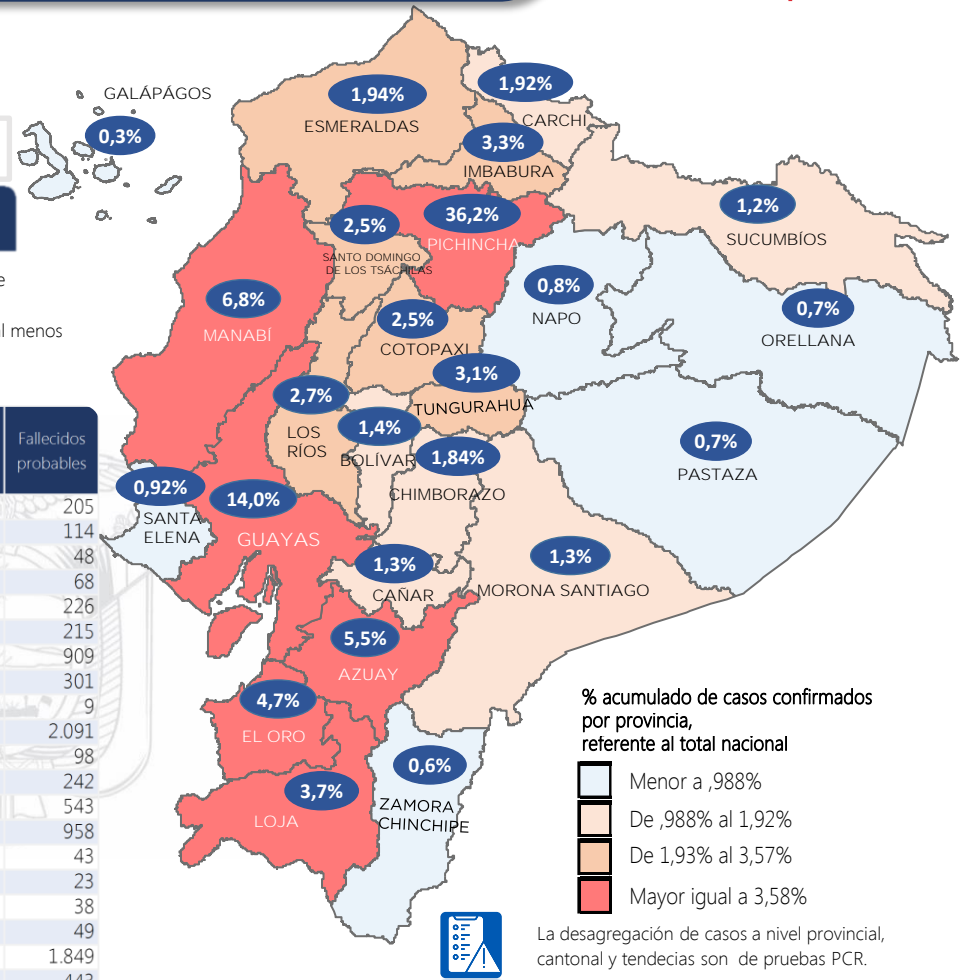 GALÁPÁGOS
0,3%
1,94%
ESMERALDAS
1,92%
CARCHI
3,3%
IMBABURA
36,2%
PICHINCHA
2,5%
SANTO DOMINGO
DE LOS TSÁCHILAS
1,2%
SUCUMBÍOS
6,8%
MANABÍ
0,8%
NAPO
0,7%
ORELLANA
2,5%
COTOPAXI
3,1%
TUNGURAHUA
2,7%
LOS
RÍOS
1,4%
BOLÍVAR
1,84%
CHIMBORAZO
0,7%
PASTAZA
0,92%
SANTA
ELENA
14,0%
GUAYAS
1,3%
CAÑAR
1,3%
MORONA SANTIAGO
5,5%
AZUAY
4,7%
EL ORO
3,7%
LOJA
0,6%
ZAMORA
CHINCHIPE
e
al menos
Fallecidos
probables
205
114
48
68
226
215
909
301
9
2.091
98
242
543
958
43
23
38
49
1.849
443
% acumulado de casos confirmados
por provincia,
referente al total nacional
Menor a ,988%
De ,988% al 1,92%
De 1,93% al 3,57%
Mayor igual a 3,58%
La desagregación de casos a nivel provincial,
cantonal y tendecias son de pruebas PCR.